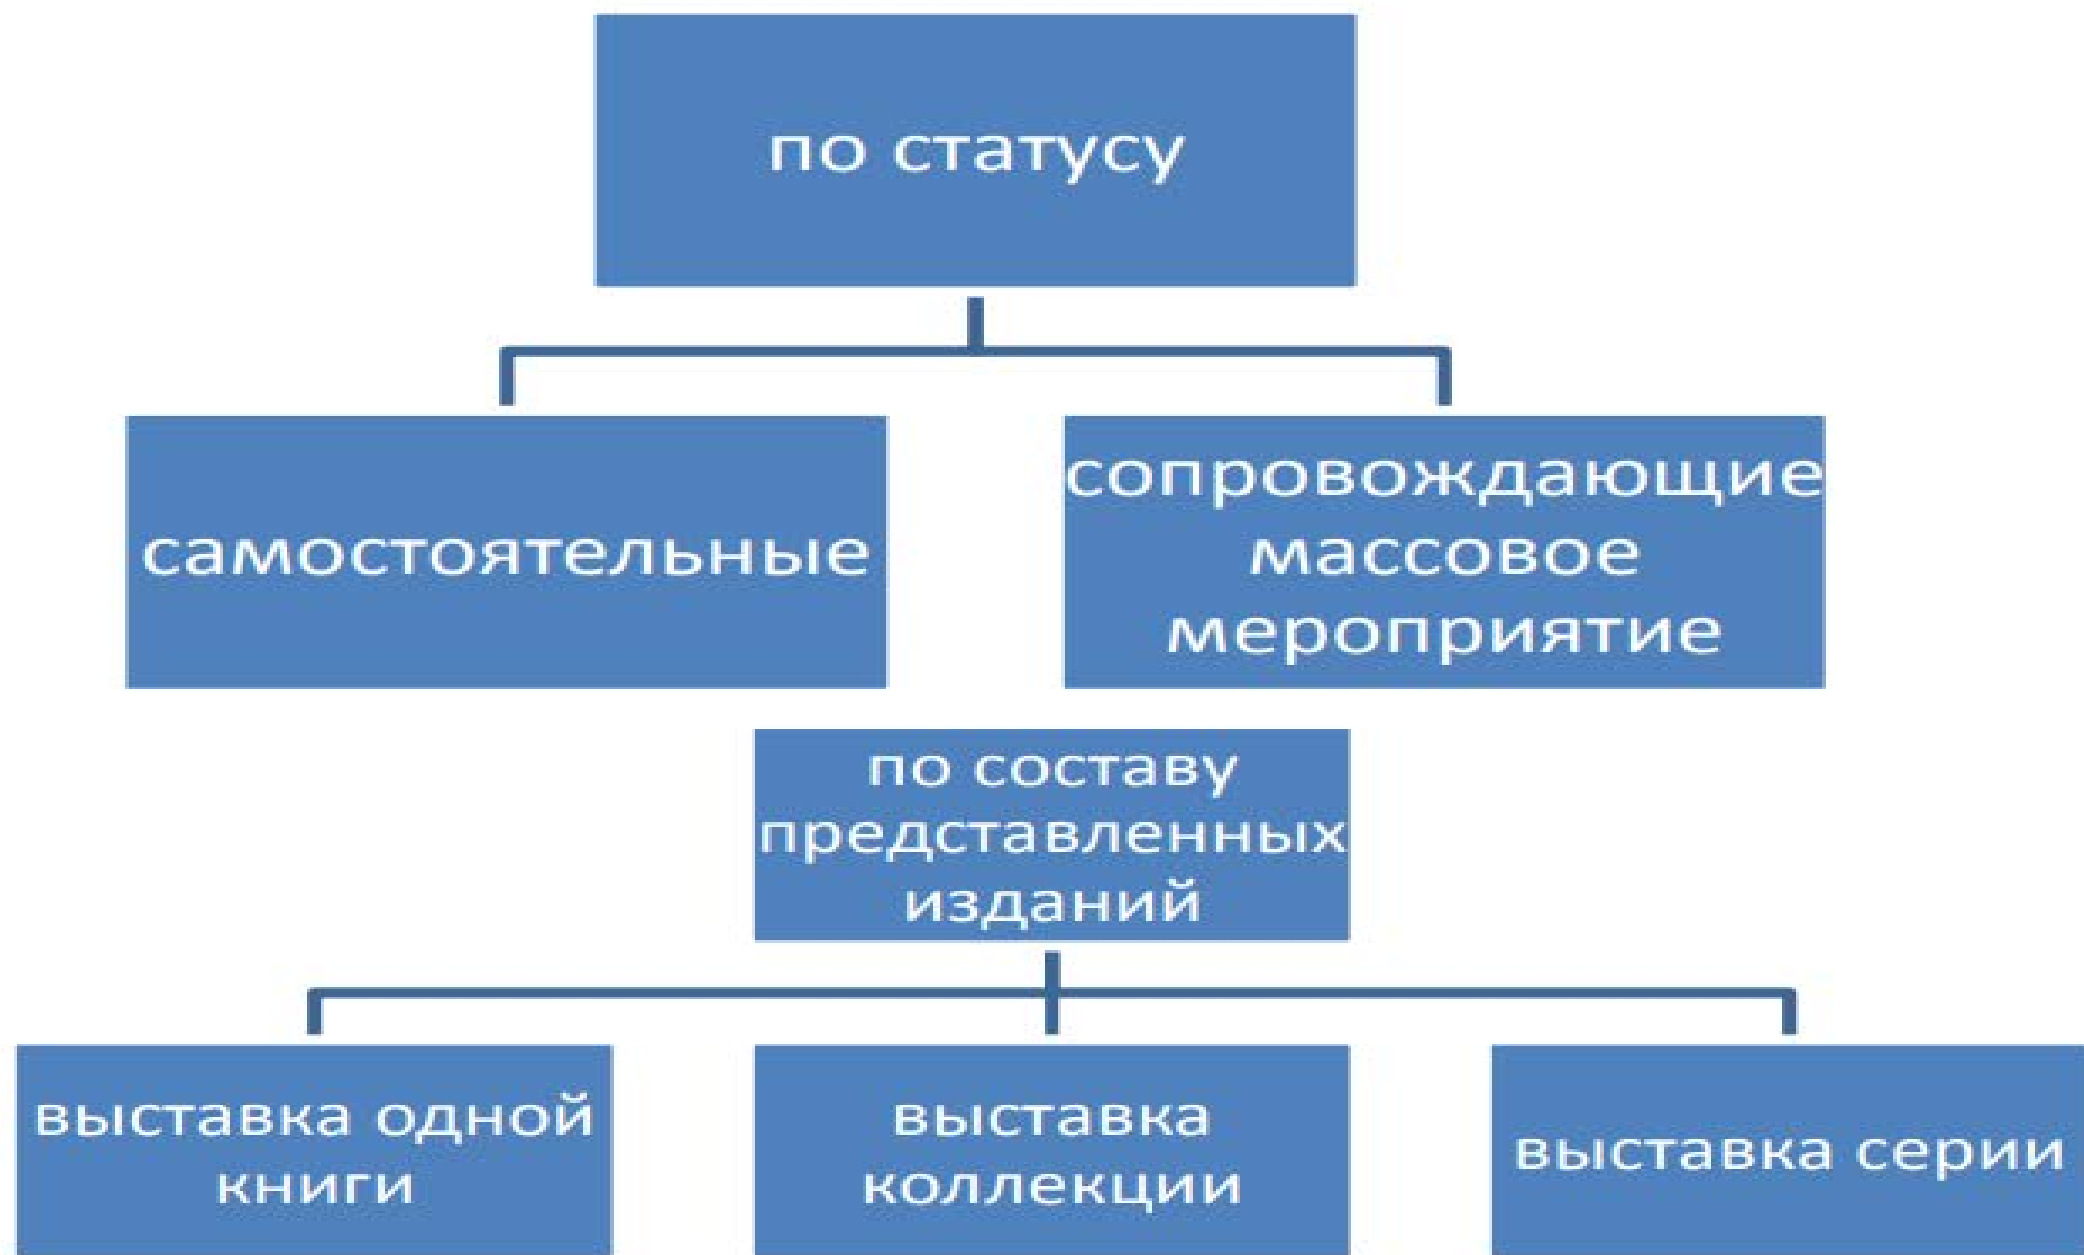 по статусу
самостоятельные
сопровождающие
массовое
мероприятие
по составу
представленных
изданий
выставка одной
книги
выставка
коллекции
выставка серии